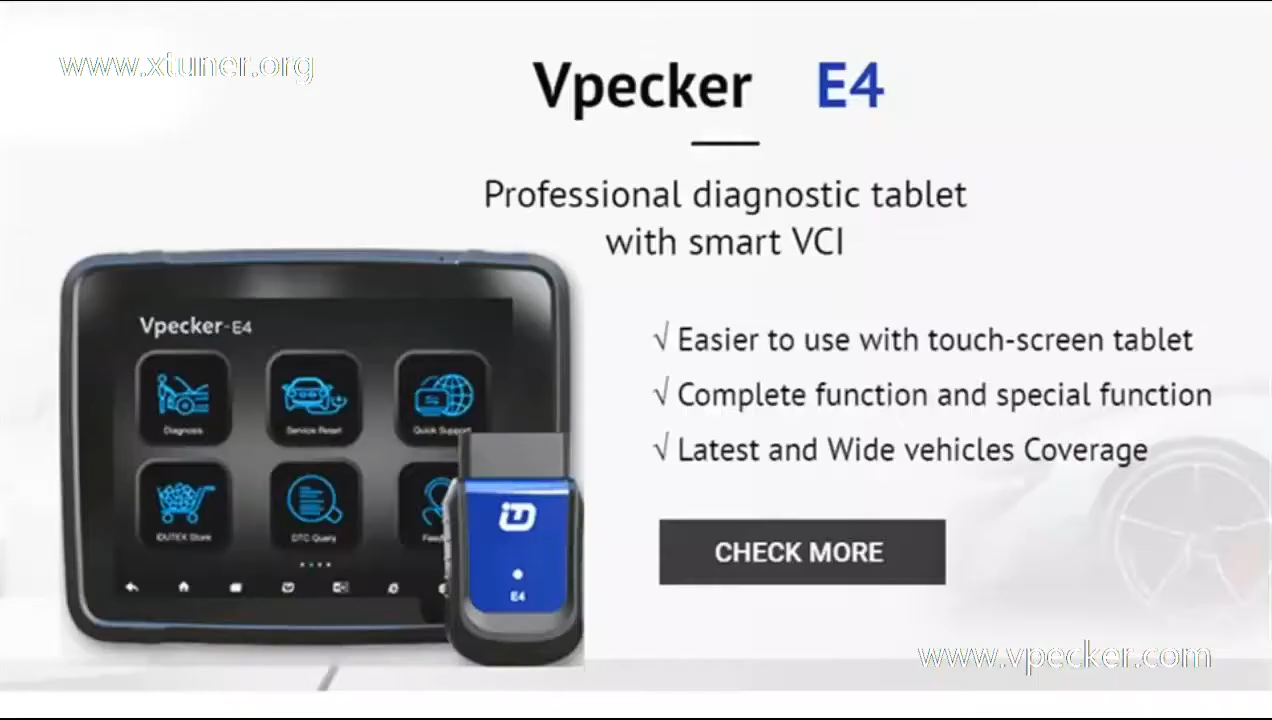 www.xtuner.org
Vpecker E4
Professional diagnostic tablet
with smart VCI
√ Easier to use with touch-screen tablet
√ Complete function and special function
√ Latest and Wide vehicles Coverage
CHECK MORE
Vpecker-E4
Diagnosis
Service Reset
Quick Support
IDUTEX Store
DTC Query
E4
www.vpecker.com